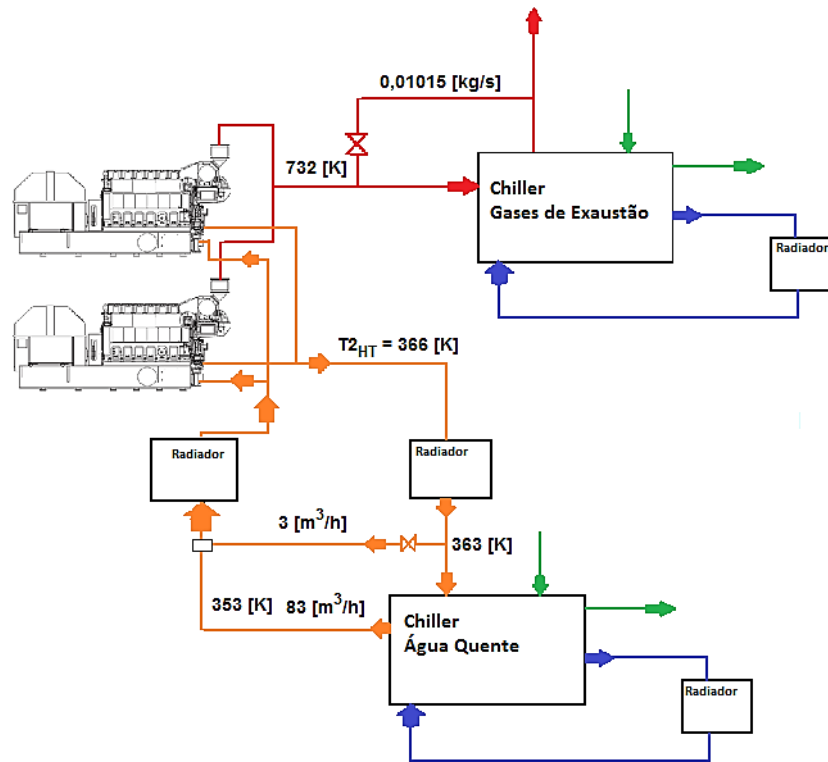 0,01015 [kg/s]
732 [K]
Chiller
Gases de Exaustão
Radiador
T2HT = 366 [K]
Radiador
Radiador
3 [m³/h]
363 [K]
353 [K] 83 [m³/h]
Chiller
Água Quente
Radiador